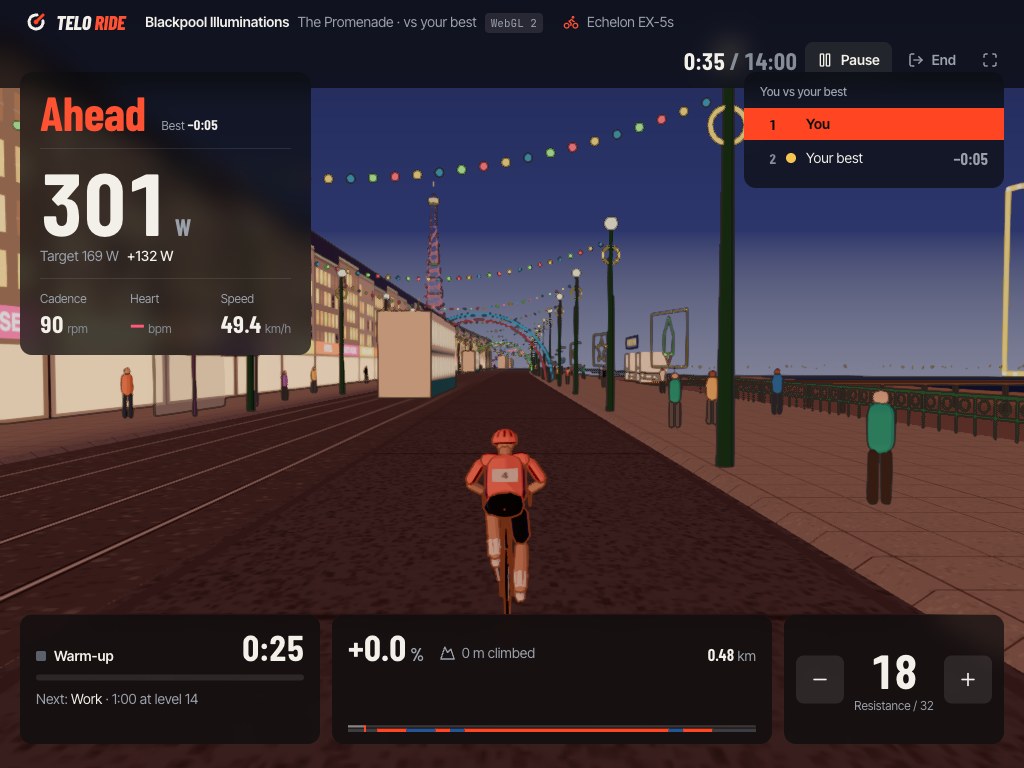 TELO RIDE Blackpool Illuminations The Promenade · vs your best WebGL 2 Echelon EX-5s
0:35 / 14:00 Pause End
Ahead Best −0:05
301 W
Target 169 W +132 W
Cadence Heart Speed
90 rpm — bpm 49.4 km/h
You vs your best
1 You
2 Your best −0:05
SE
4
Warm-up 0:25
Next: Work · 1:00 at level 14
+0.0 % 0 m climbed 0.48 km
− 18 +
Resistance / 32